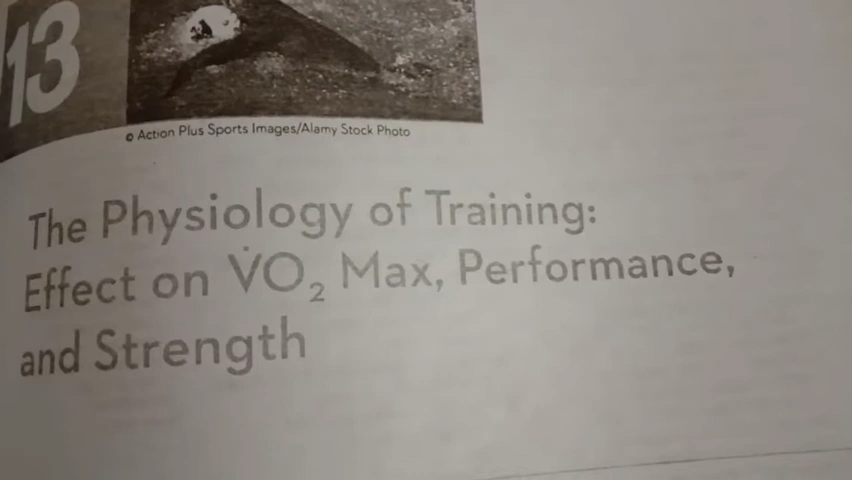 13
© Action Plus Sports Images/Alamy Stock Photo
The Physiology of Training:
Effect on V̇O₂ Max, Performance,
and Strength